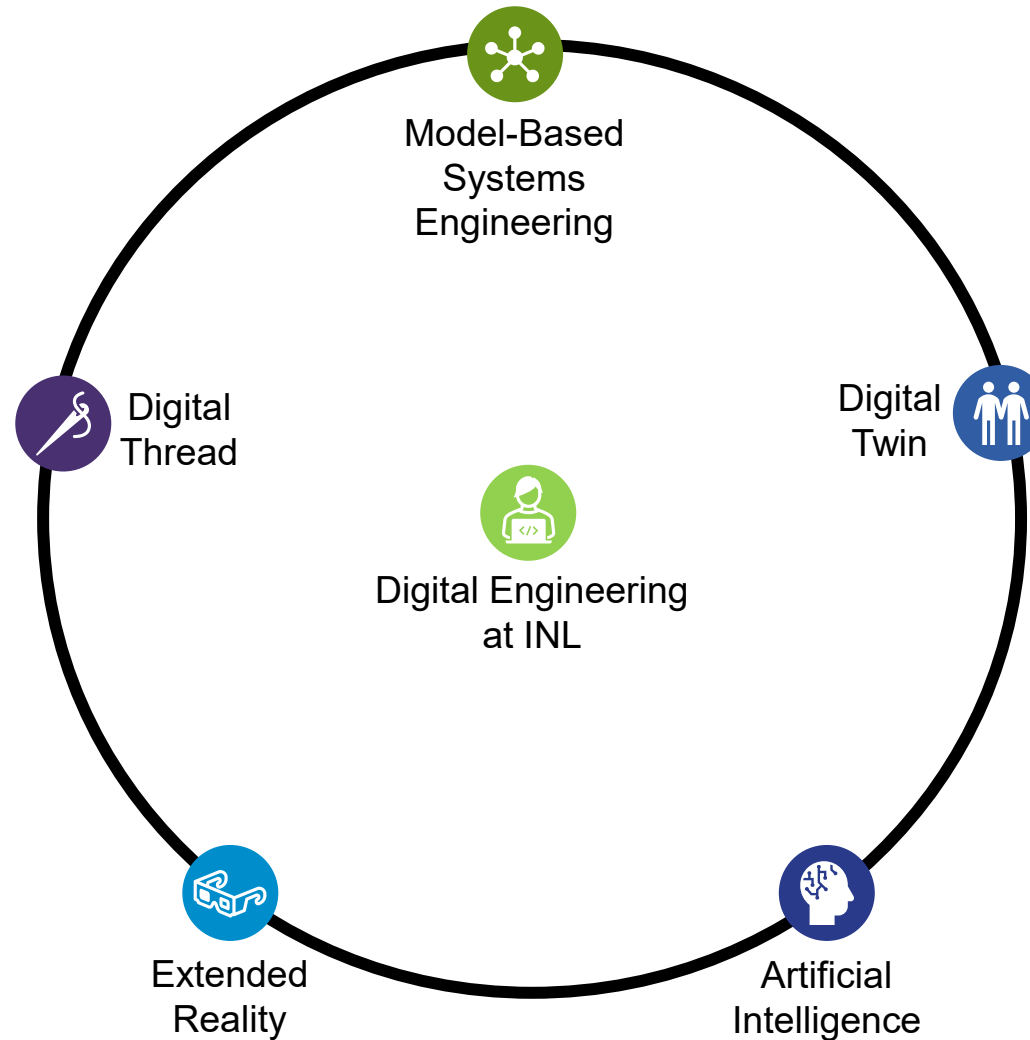 Model-Based
Systems
Engineering
Digital
Thread
Digital
Twin
</>
Digital Engineering
at INL
Extended
Reality
Artificial
Intelligence